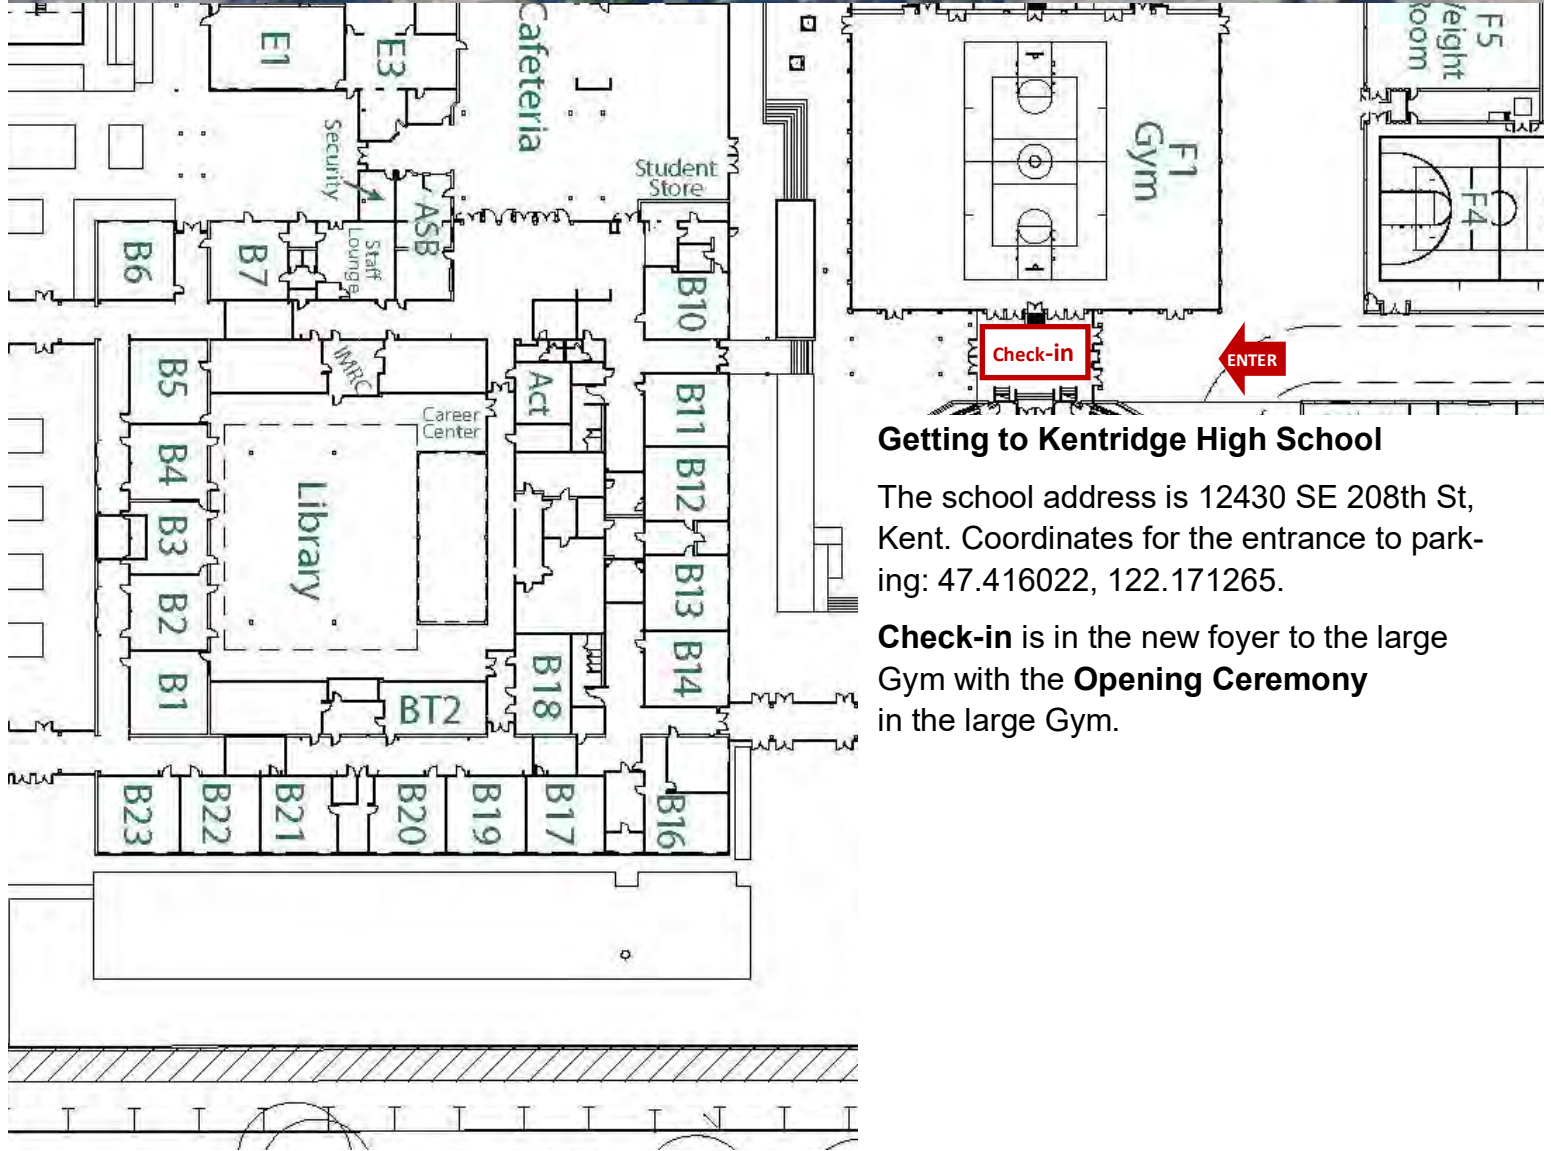 E1
E3
Cafeteria
F5
Weight
Room
Security
Student
Store
F1
Gym
F4
ASB
B6
B7
Staff
Lounge
B10
Check-in
ENTER
B5
IMRC
Act
B11
Career
Center
B4
B12
Library
B3
B13
B2
B14
B1
BT2
B18
B23
B22
B21
B20
B19
B17
B16
Getting to Kentridge High School
The school address is 12430 SE 208th St,
Kent. Coordinates for the entrance to park-
ing: 47.416022, 122.171265.
Check-in is in the new foyer to the large
Gym with the Opening Ceremony
in the large Gym.